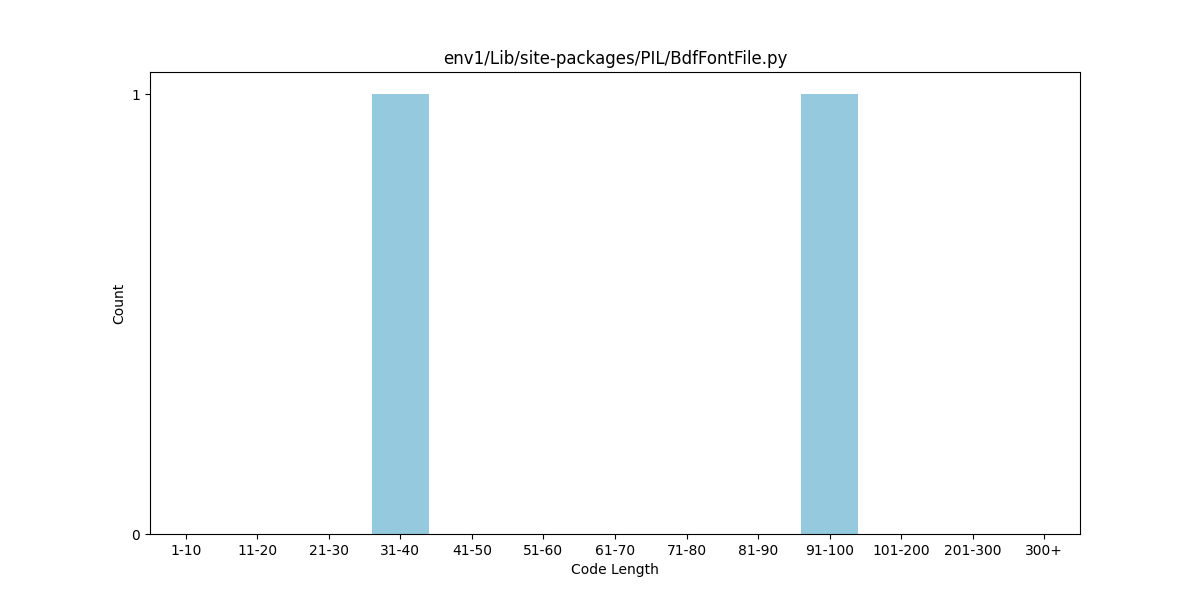 env1/Lib/site-packages/PIL/BdfFontFile.py
1
Count
0
1-10 11-20 21-30 31-40 41-50 51-60 61-70 71-80 81-90 91-100 101-200 201-300 300+
Code Length